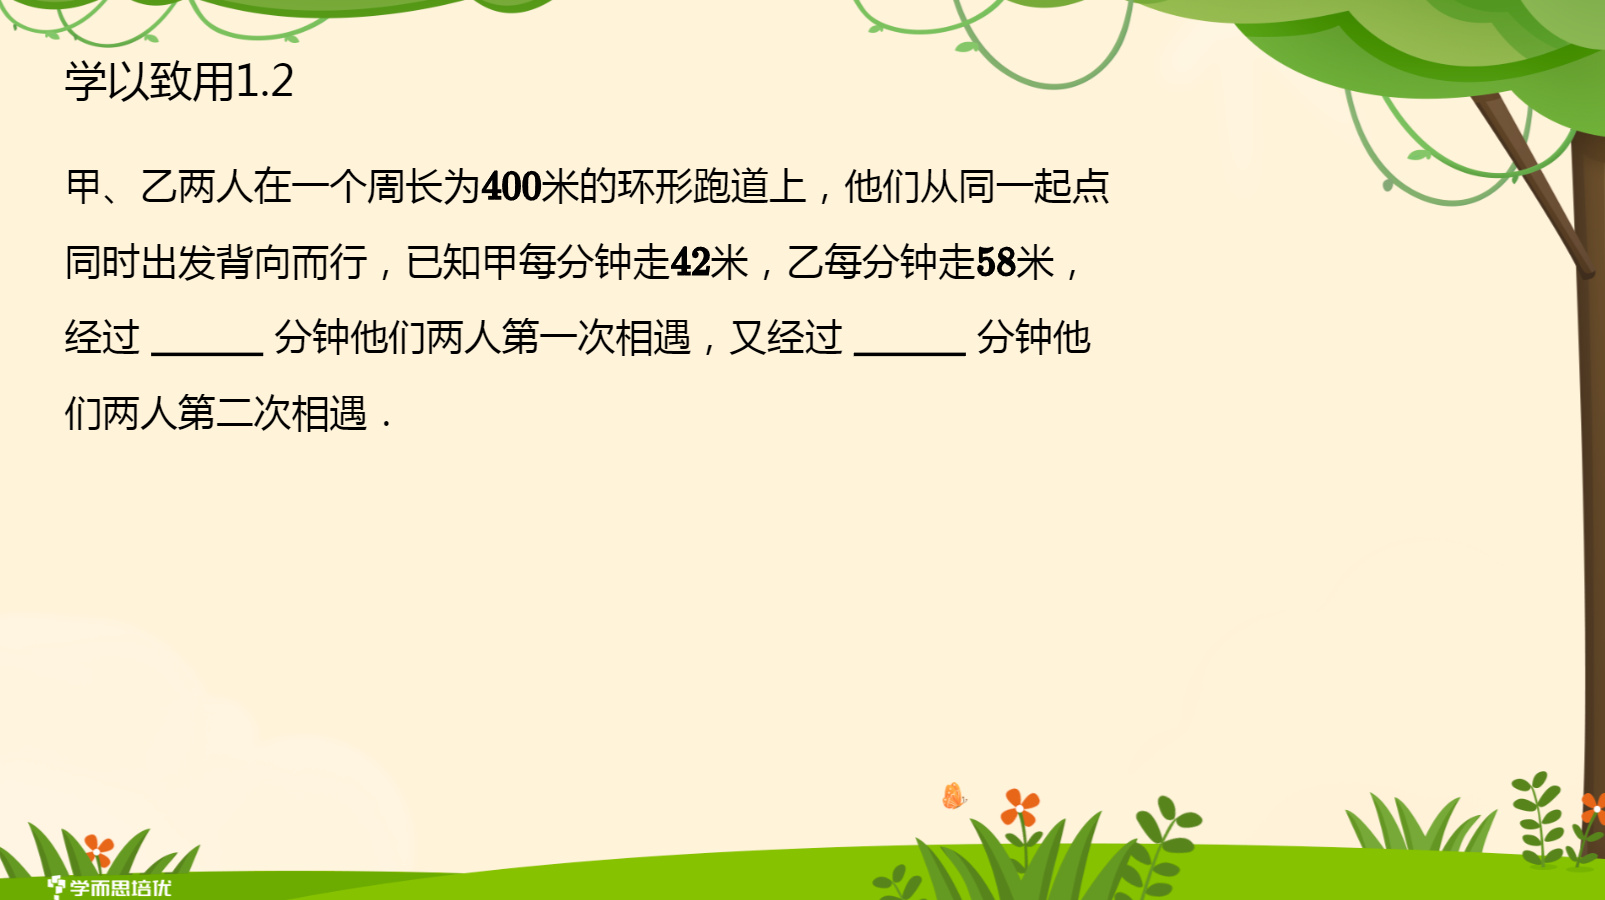 学以致用1.2
甲、乙两人在一个周长为400米的环形跑道上，他们从同一起点
同时出发背向而行，已知甲每分钟走42米，乙每分钟走58米，
经过 ______ 分钟他们两人第一次相遇，又经过 ______ 分钟他
们两人第二次相遇．
学而思培优